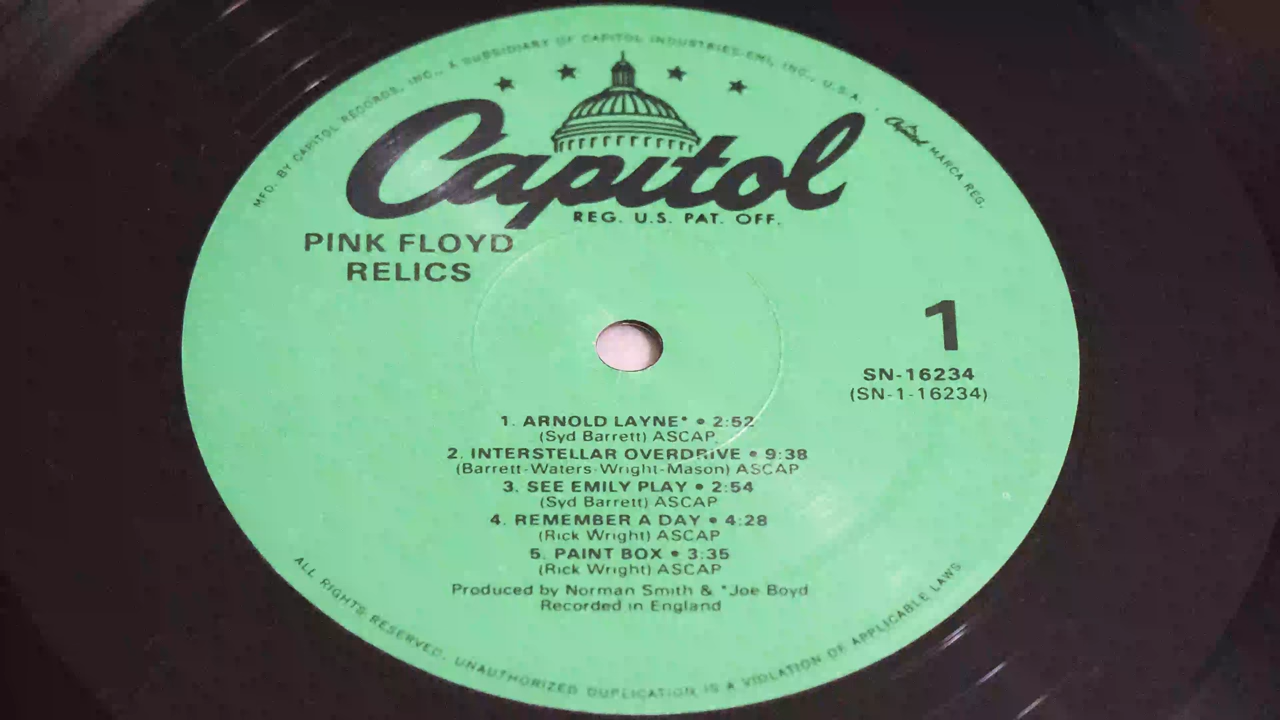 MFD. BY CAPITOL RECORDS, INC., A SUBSIDIARY OF CAPITOL INDUSTRIES-EMI, INC., U.S.A. • Capitol MARCA REG.
Capitol
REG. U.S. PAT. OFF.
PINK FLOYD
RELICS
1
SN-16234
(SN-1-16234)
1. ARNOLD LAYNE* • 2:52
(Syd Barrett) ASCAP
2. INTERSTELLAR OVERDRIVE • 9:38
(Barrett-Waters-Wright-Mason) ASCAP
3. SEE EMILY PLAY • 2:54
(Syd Barrett) ASCAP
4. REMEMBER A DAY • 4:28
(Rick Wright) ASCAP
5. PAINT BOX • 3:35
(Rick Wright) ASCAP
Produced by Norman Smith & *Joe Boyd
Recorded in England
ALL RIGHTS RESERVED. UNAUTHORIZED DUPLICATION IS A VIOLATION OF APPLICABLE LAWS